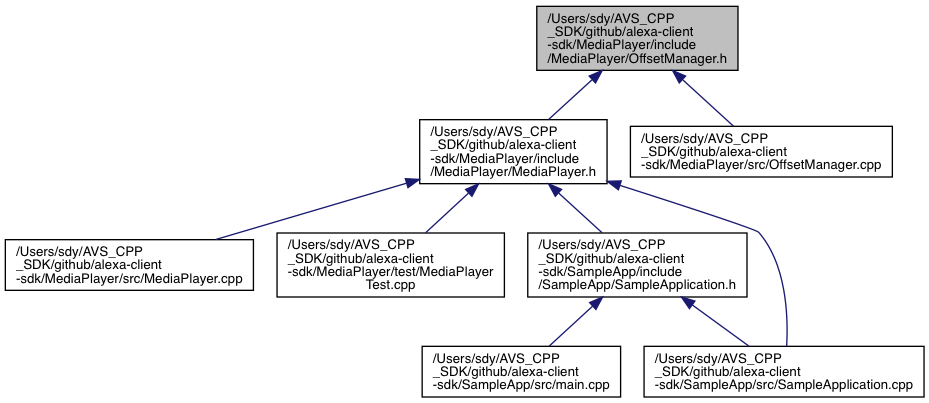 /Users/sdy/AVS_CPP
_SDK/github/alexa-client
-sdk/MediaPlayer/include
/MediaPlayer/OffsetManager.h
/Users/sdy/AVS_CPP
_SDK/github/alexa-client
-sdk/MediaPlayer/include
/MediaPlayer/MediaPlayer.h
/Users/sdy/AVS_CPP
_SDK/github/alexa-client
-sdk/MediaPlayer/src/OffsetManager.cpp
/Users/sdy/AVS_CPP
_SDK/github/alexa-client
-sdk/MediaPlayer/src/MediaPlayer.cpp
/Users/sdy/AVS_CPP
_SDK/github/alexa-client
-sdk/MediaPlayer/test/MediaPlayer
Test.cpp
/Users/sdy/AVS_CPP
_SDK/github/alexa-client
-sdk/SampleApp/include
/SampleApp/SampleApplication.h
/Users/sdy/AVS_CPP
_SDK/github/alexa-client
-sdk/SampleApp/src/main.cpp
/Users/sdy/AVS_CPP
_SDK/github/alexa-client
-sdk/SampleApp/src/SampleApplication.cpp